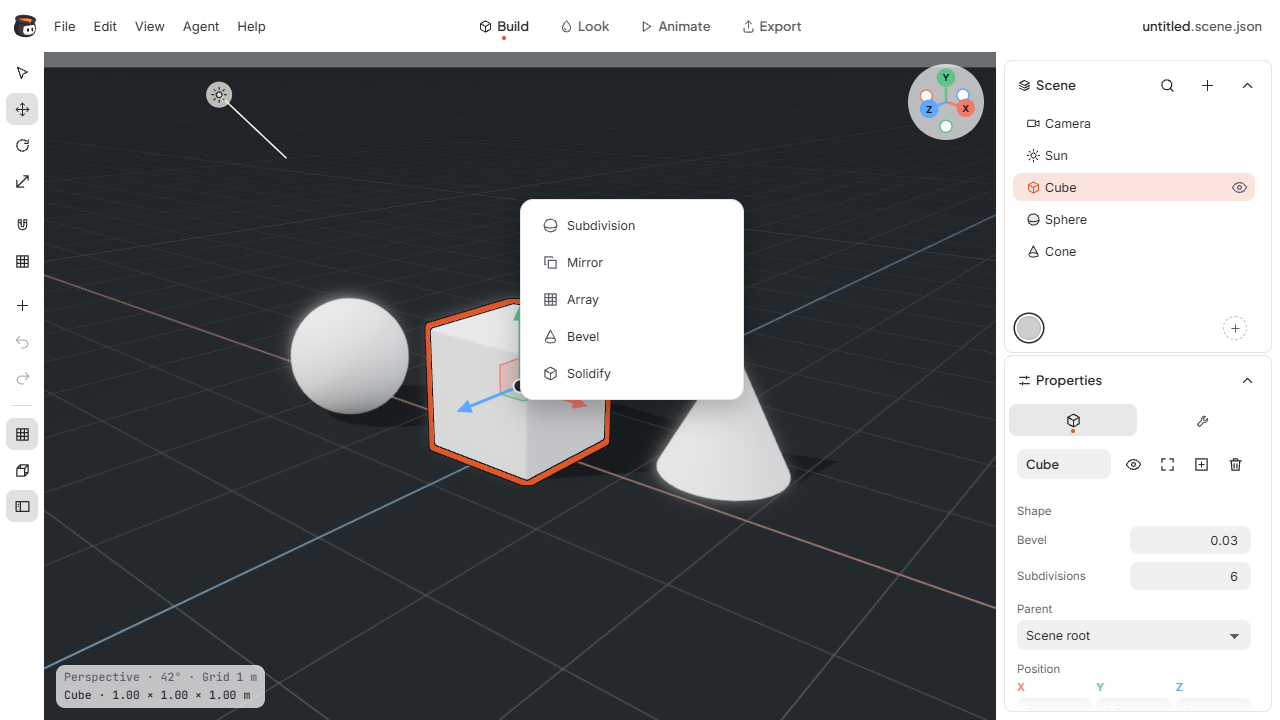 File Edit View Agent Help
Build Look Animate Export
untitled.scene.json
Y
Z
X
Subdivision
Mirror
Array
Bevel
Solidify
Perspective · 42° · Grid 1 m
Cube · 1.00 × 1.00 × 1.00 m
Scene
Camera
Sun
Cube
Sphere
Cone
Properties
Cube
Shape
Bevel 0.03
Subdivisions 6
Parent
Scene root
Position
X Y Z